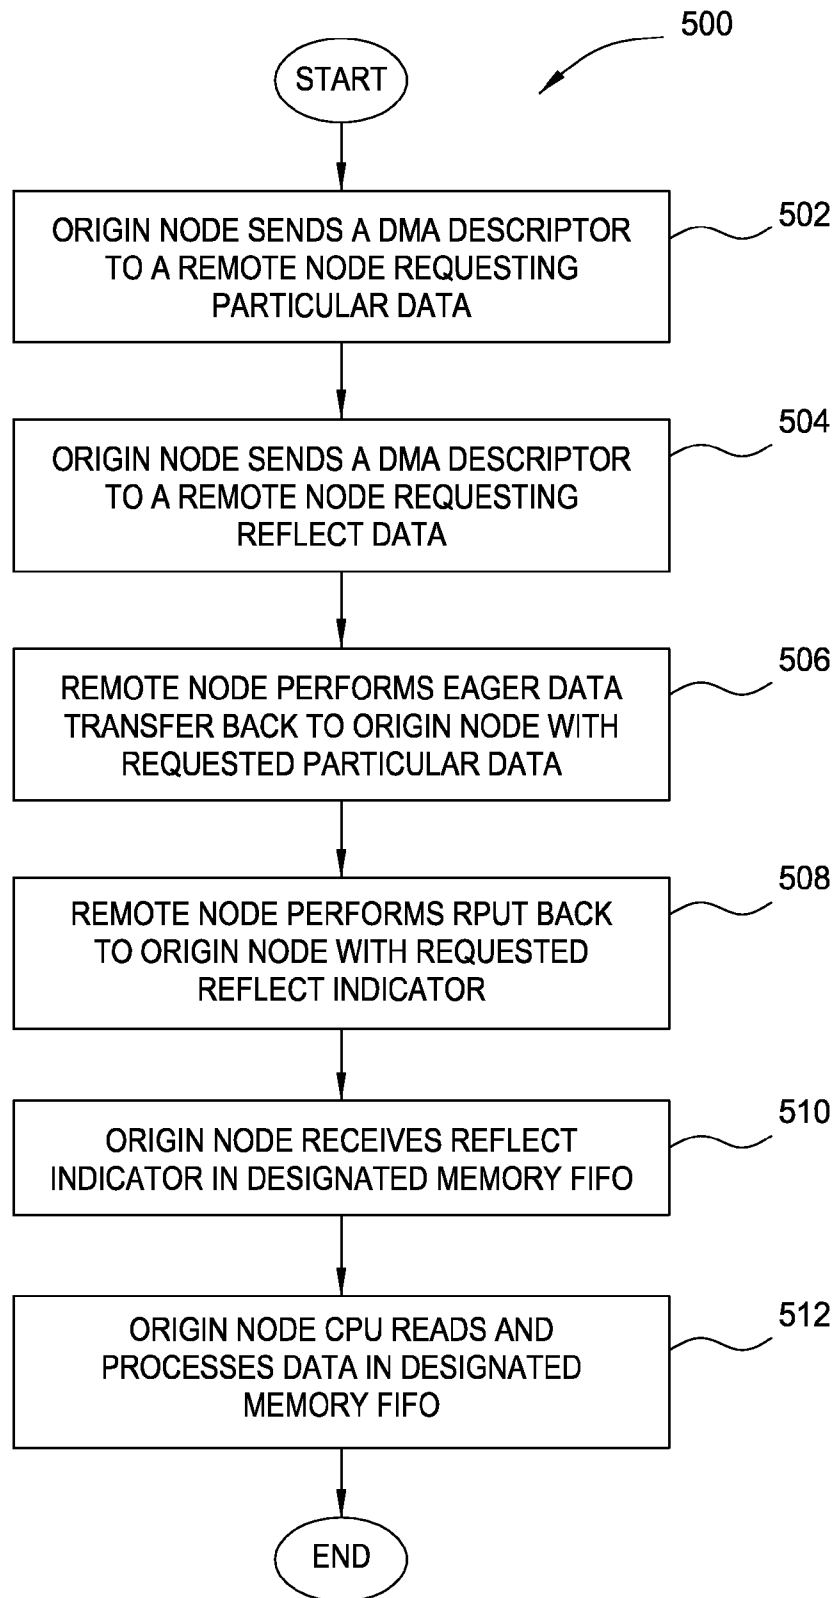 500
START
ORIGIN NODE SENDS A DMA DESCRIPTOR
TO A REMOTE NODE REQUESTING
PARTICULAR DATA
502
ORIGIN NODE SENDS A DMA DESCRIPTOR
TO A REMOTE NODE REQUESTING
REFLECT DATA
504
REMOTE NODE PERFORMS EAGER DATA
TRANSFER BACK TO ORIGIN NODE WITH
REQUESTED PARTICULAR DATA
506
REMOTE NODE PERFORMS RPUT BACK
TO ORIGIN NODE WITH REQUESTED
REFLECT INDICATOR
508
ORIGIN NODE RECEIVES REFLECT
INDICATOR IN DESIGNATED MEMORY FIFO
510
ORIGIN NODE CPU READS AND
PROCESSES DATA IN DESIGNATED
MEMORY FIFO
512
END